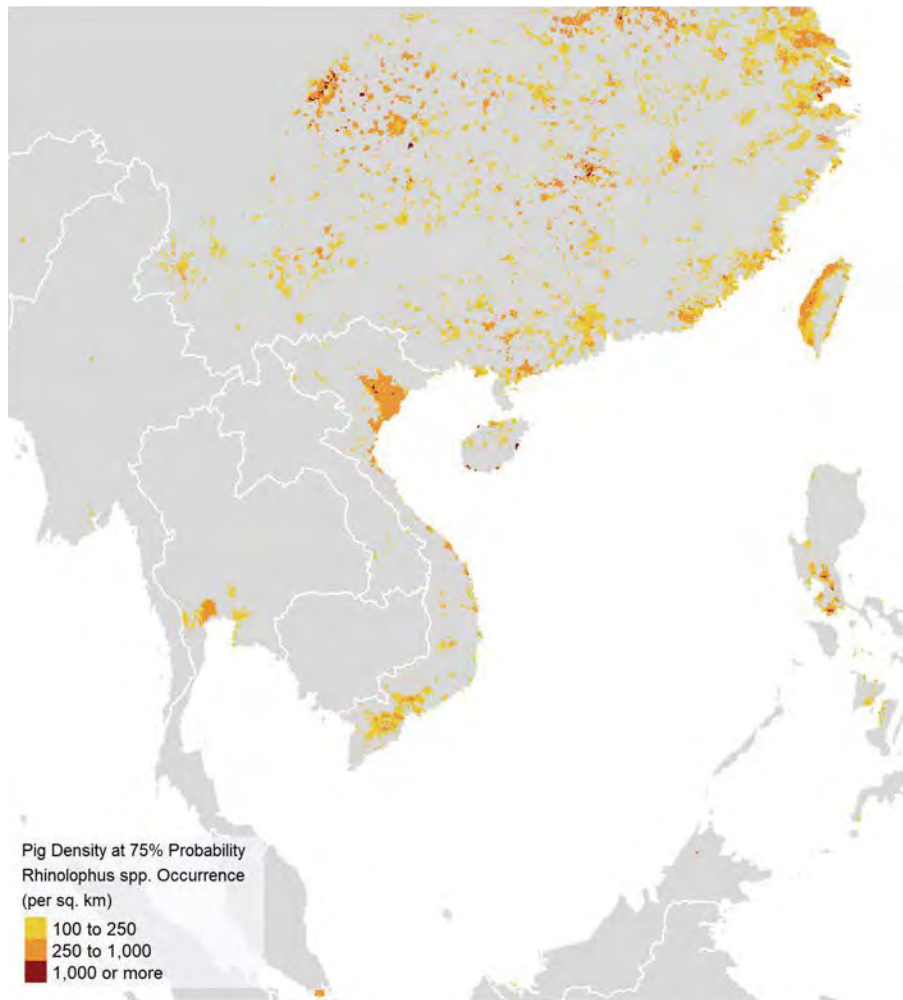 Pig Density at 75% Probability
Rhinolophus spp. Occurrence
(per sq. km)
100 to 250
250 to 1,000
1,000 or more